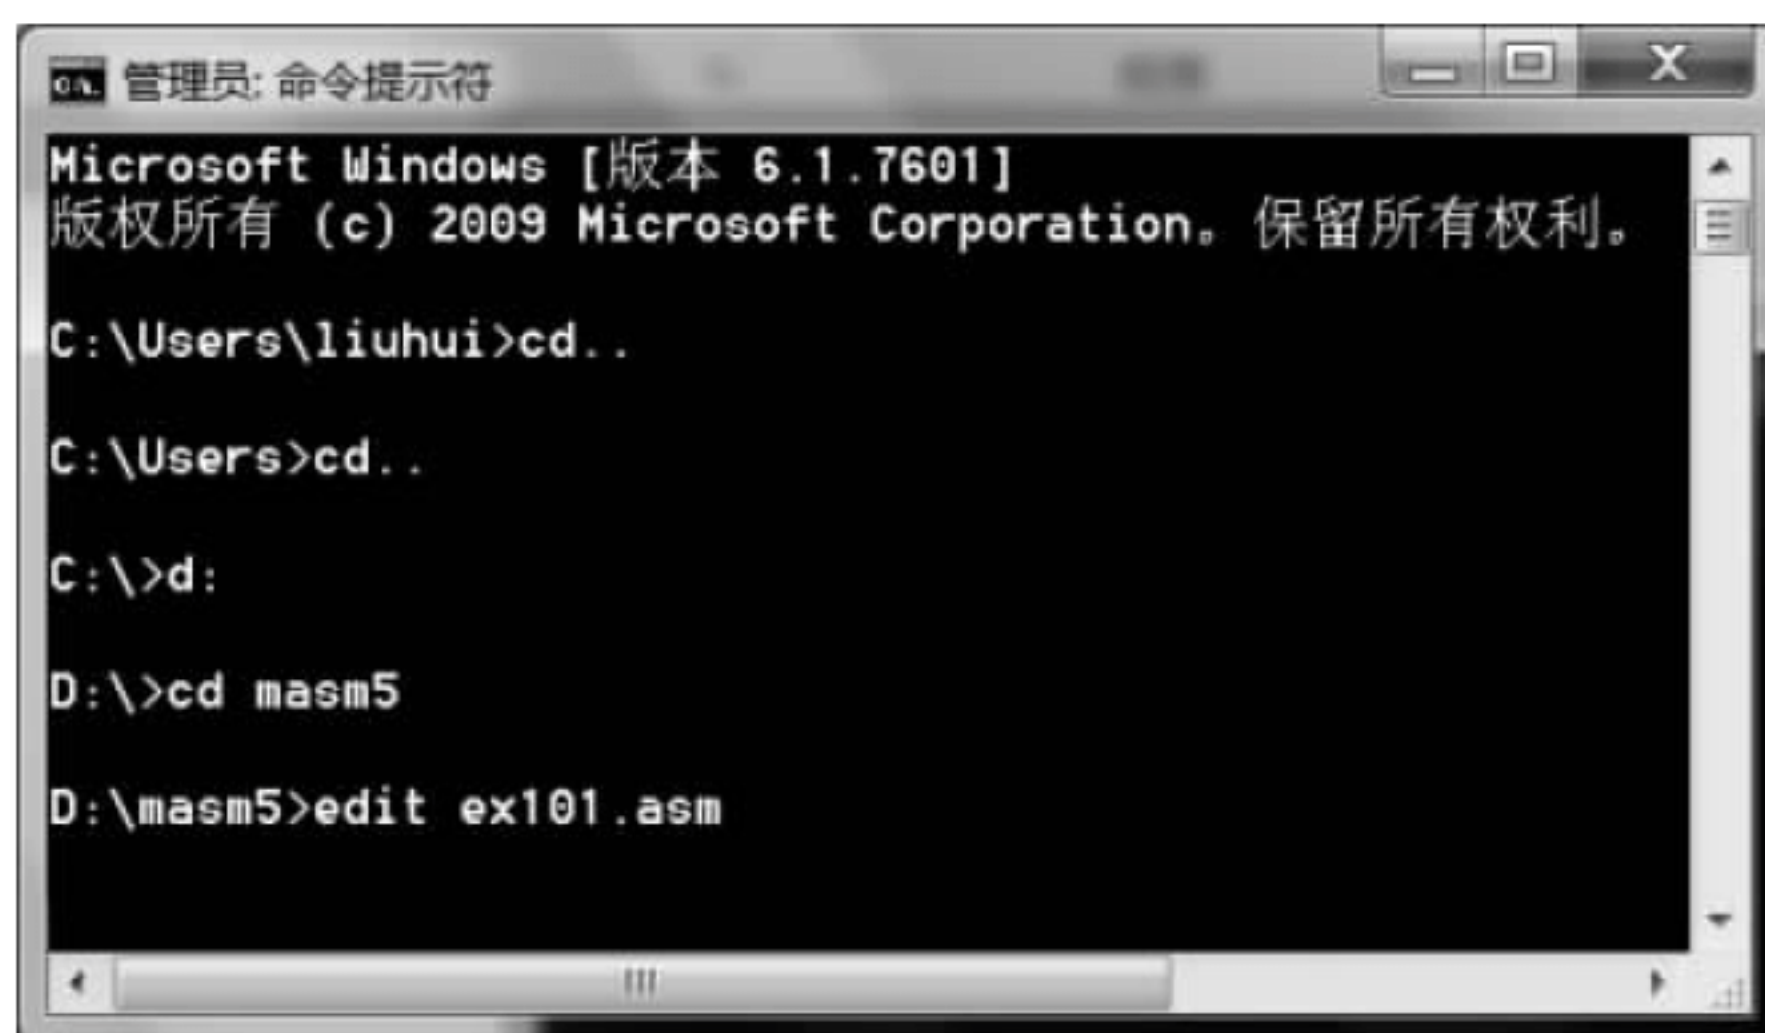 管理员: 命令提示符
Microsoft Windows [版本 6.1.7601]
版权所有 (c) 2009 Microsoft Corporation。保留所有权利。
C:\Users\liuhui>cd..
C:\Users>cd..
C:\>d:
D:\>cd masm5
D:\masm5>edit ex101.asm